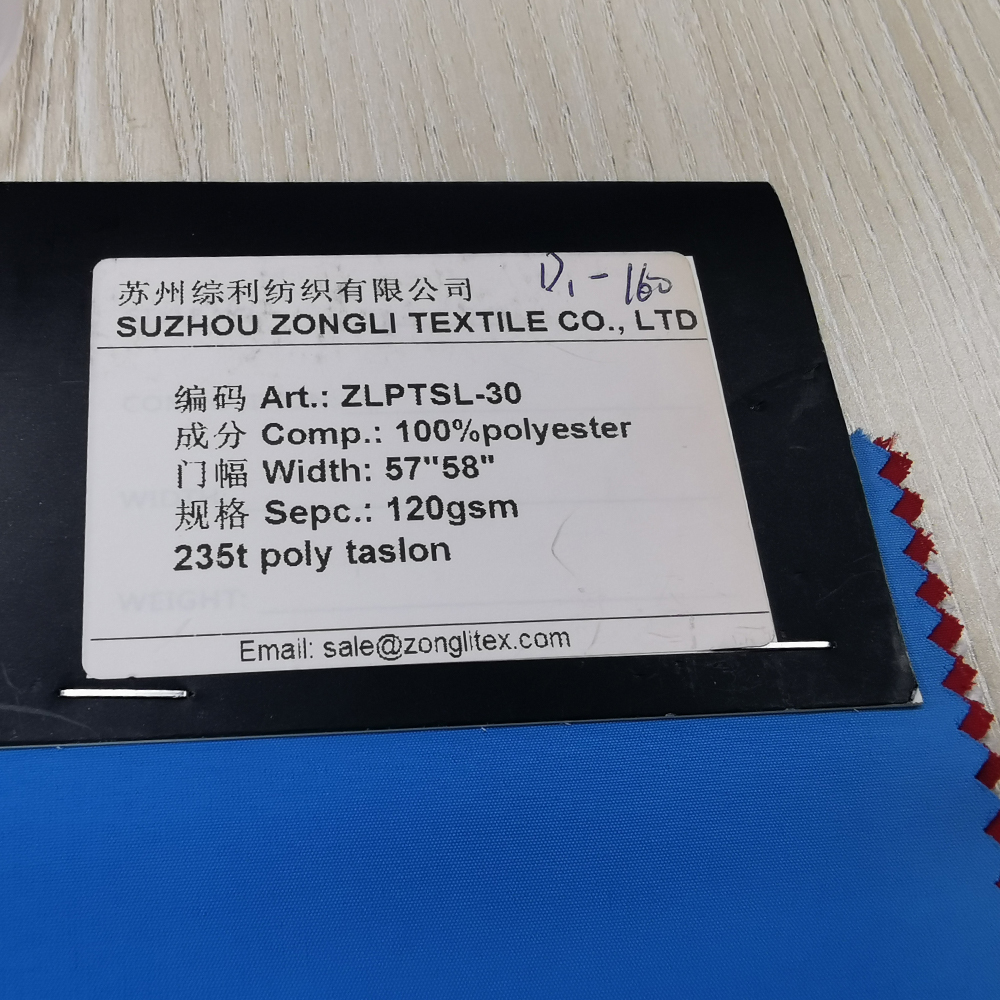 D1-160
苏州综利纺织有限公司
SUZHOU ZONGLI TEXTILE CO., LTD
编码 Art.: ZLPTSL-30
成分 Comp.: 100%polyester
门幅 Width: 57"58"
规格 Sepc.: 120gsm
235t poly taslon
WEIGHT
Email: sale@zonglitex.com